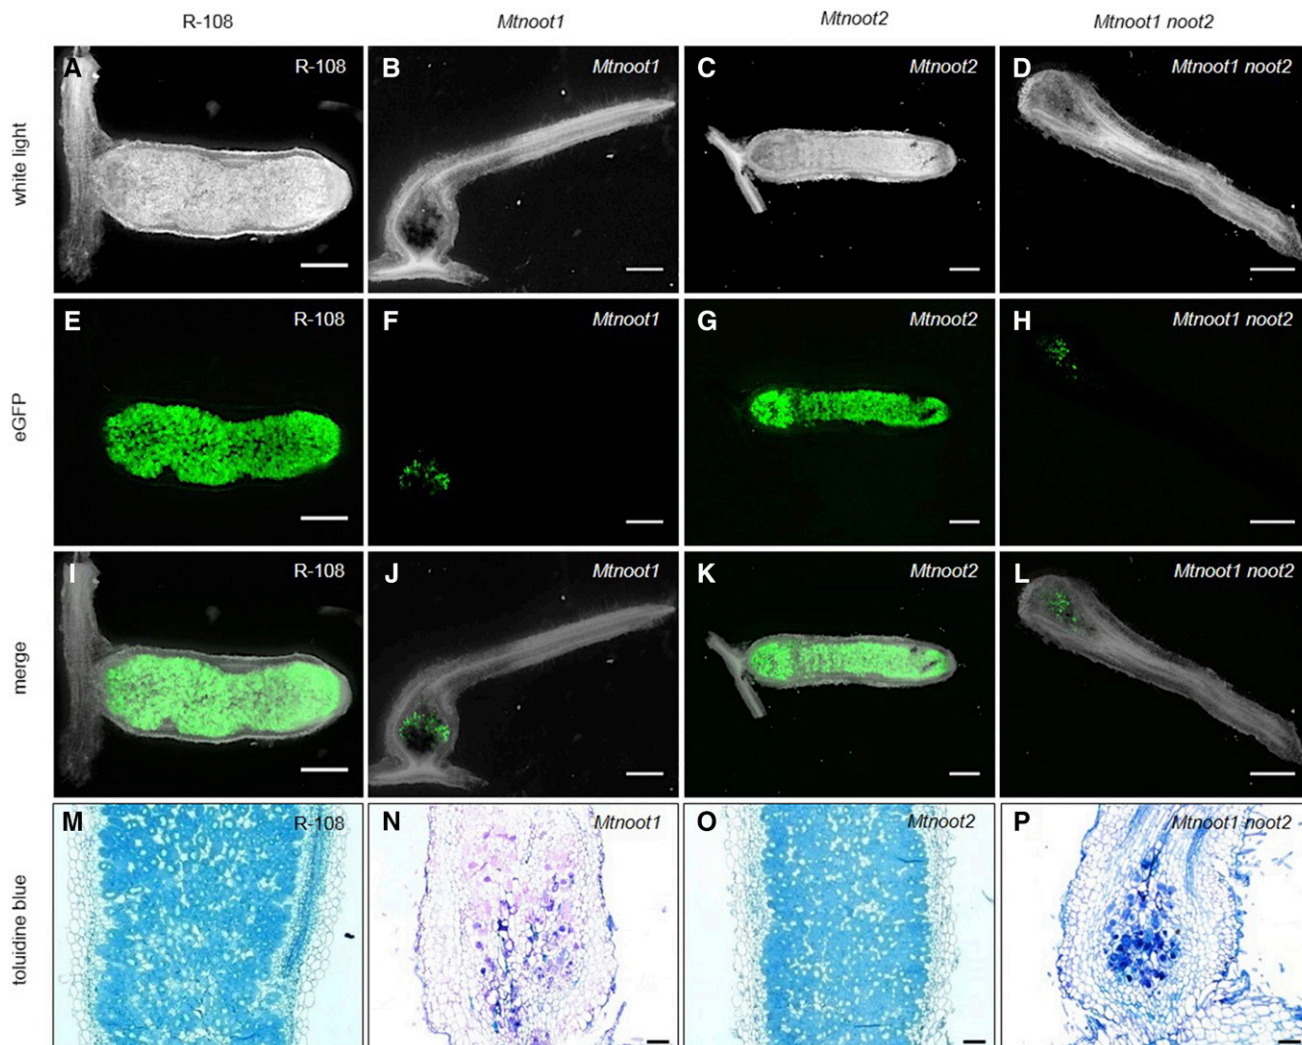 R-108 Mtnoot1 Mtnoot2 Mtnoot1 noot2
white light
A R-108
B Mtnoot1
C Mtnoot2
D Mtnoot1 noot2
eGFP
E R-108
F Mtnoot1
G Mtnoot2
H Mtnoot1 noot2
merge
I R-108
J Mtnoot1
K Mtnoot2
L Mtnoot1 noot2
toluidine blue
M R-108
N Mtnoot1
O Mtnoot2
P Mtnoot1 noot2